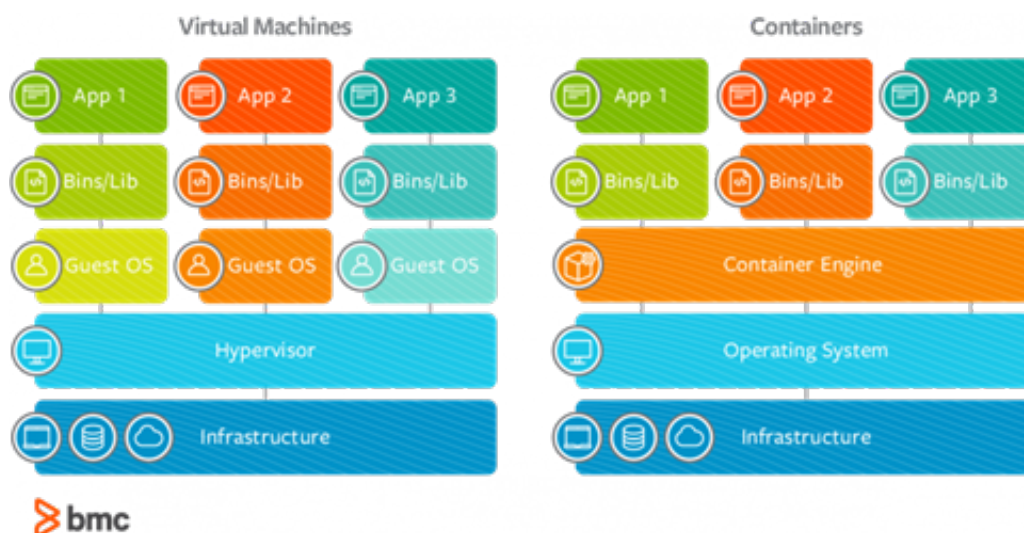 Virtual Machines
App 1
App 2
App 3
Bins/Lib
Bins/Lib
Bins/Lib
Guest OS
Guest OS
Guest OS
Hypervisor
Infrastructure
Containers
App 1
App 2
App 3
Bins/Lib
Bins/Lib
Bins/Lib
Container Engine
Operating System
Infrastructure
bmc